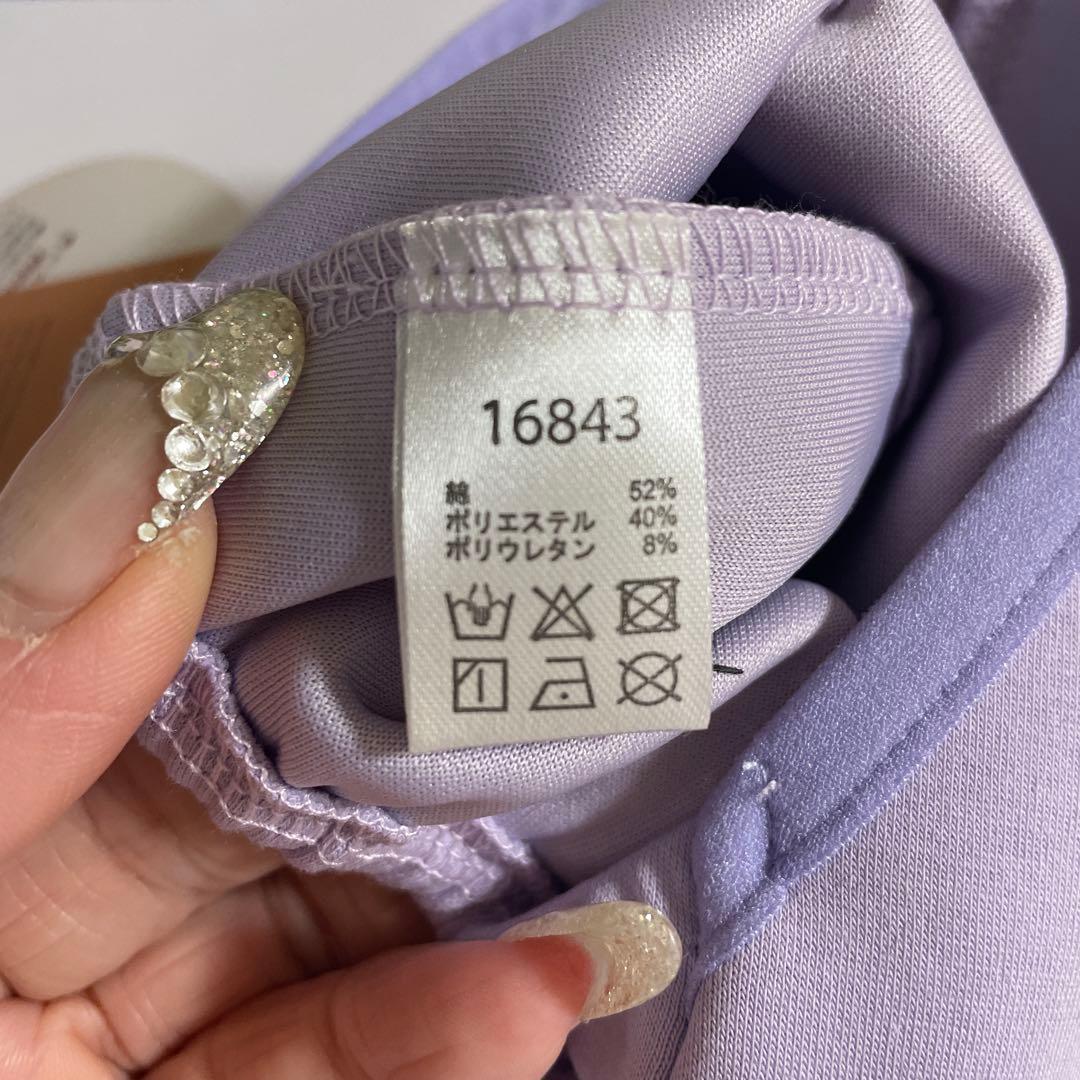 16843
綿 52%
ポリエステル 40%
ポリウレタン 8%